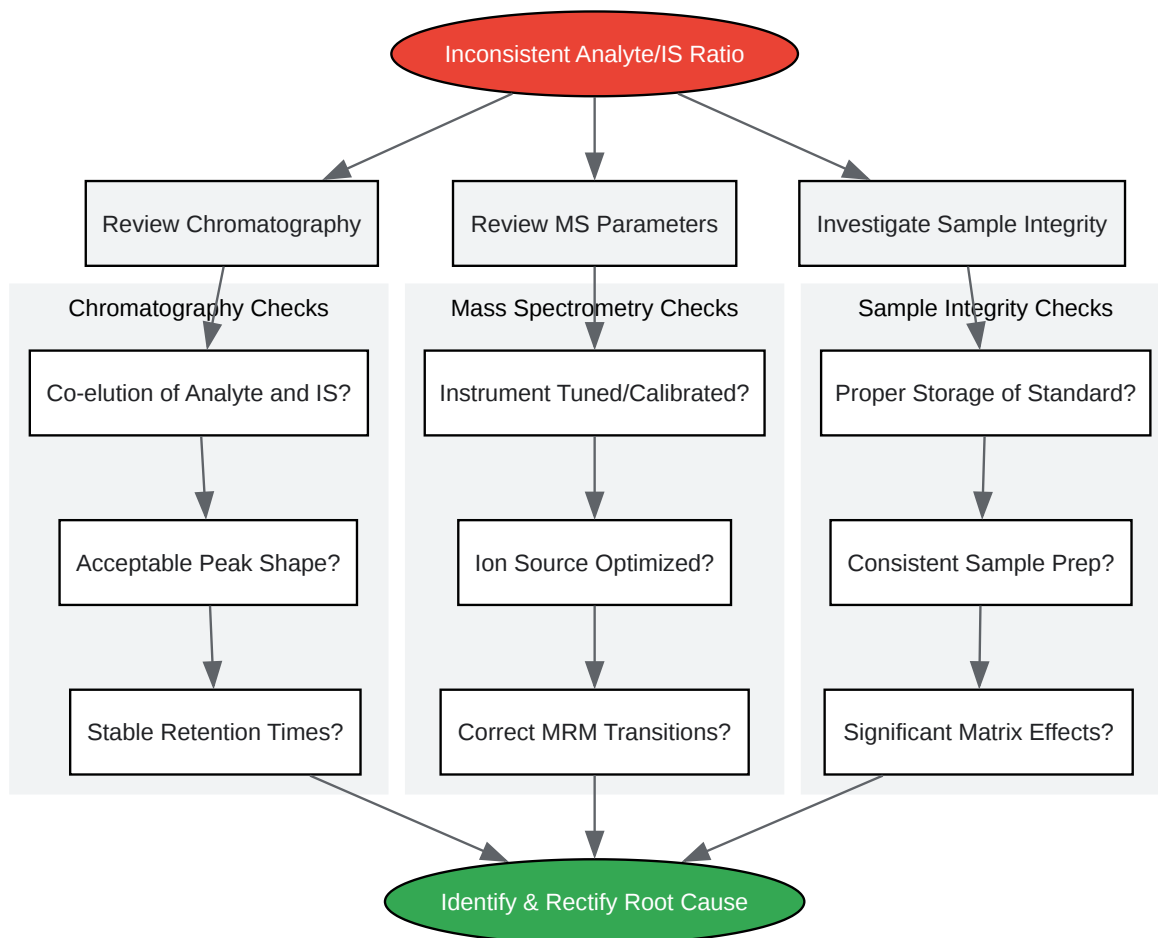 Inconsistent Analyte/IS Ratio
Review Chromatography
Review MS Parameters
Investigate Sample Integrity
Chromatography Checks
Mass Spectrometry Checks
Sample Integrity Checks
Co-elution of Analyte and IS?
Instrument Tuned/Calibrated?
Proper Storage of Standard?
Acceptable Peak Shape?
Ion Source Optimized?
Consistent Sample Prep?
Stable Retention Times?
Correct MRM Transitions?
Significant Matrix Effects?
Identify & Rectify Root Cause